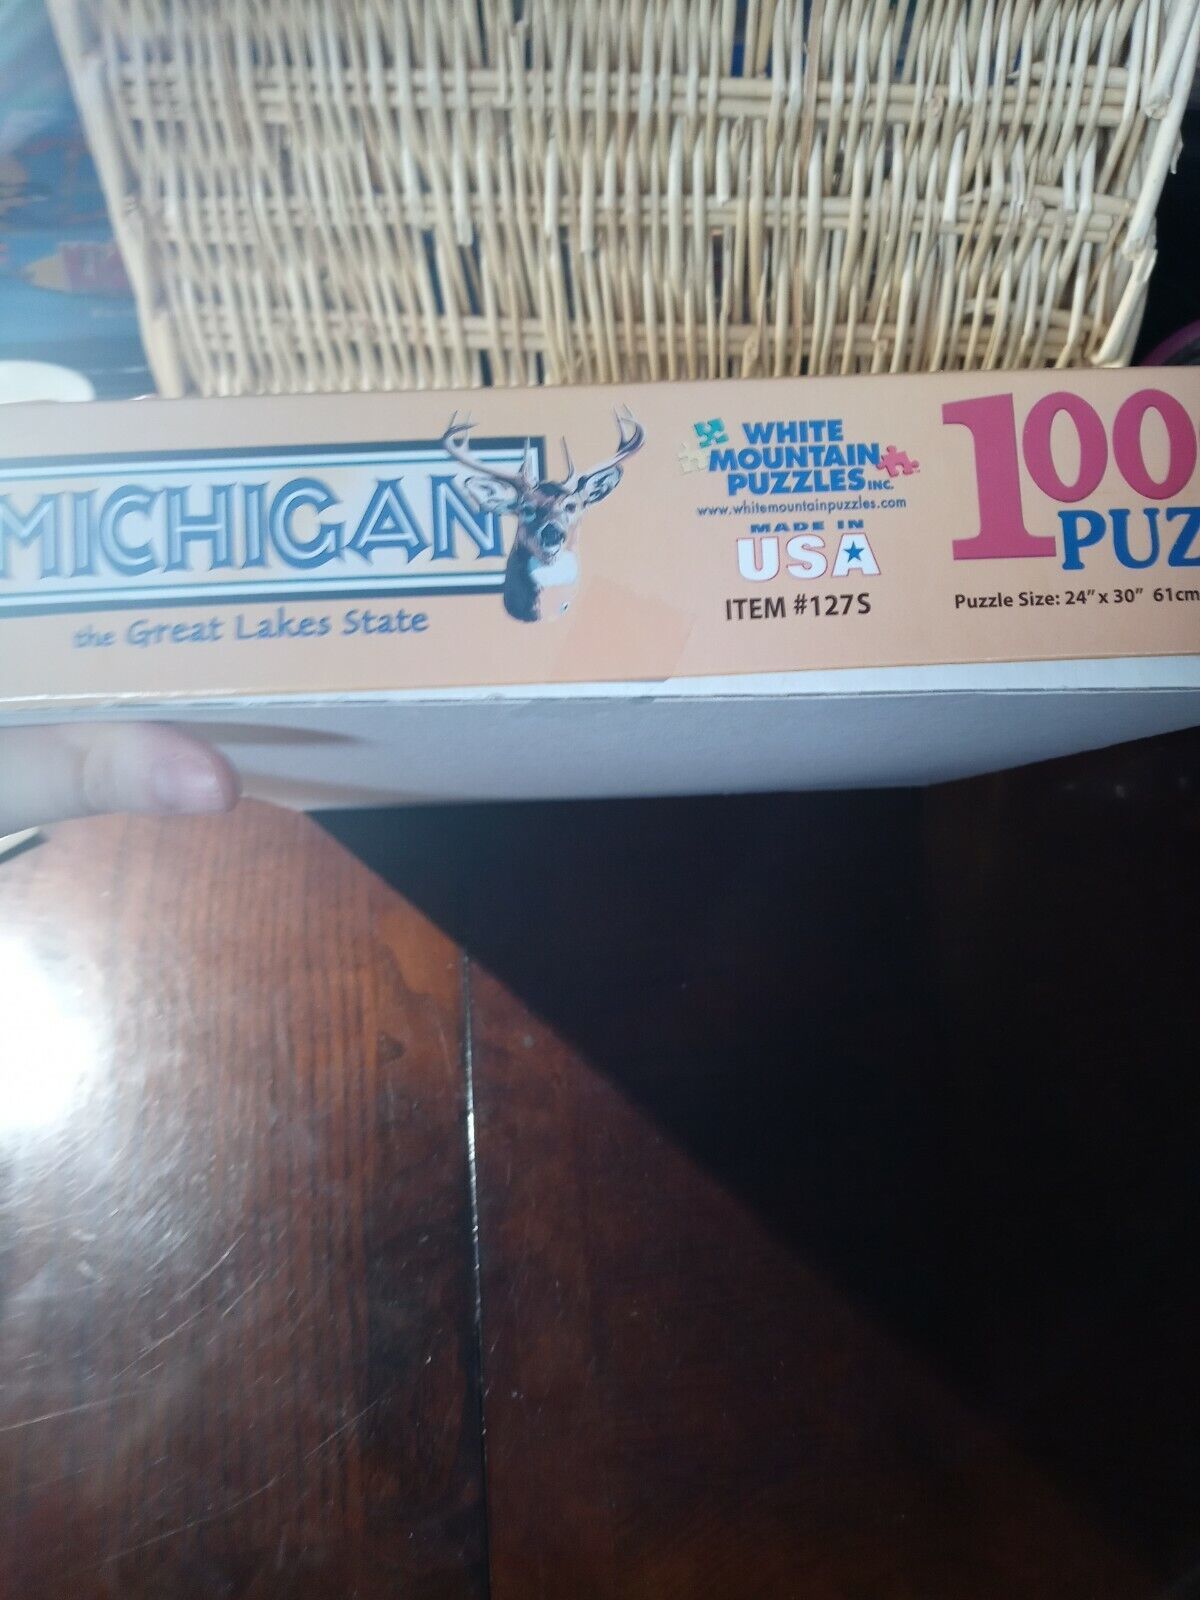 MICHIGAN
the Great Lakes State
WHITE
MOUNTAIN
PUZZLES INC.
www.whitemountainpuzzles.com
MADE IN
USA
ITEM #127S
100
PUZ
Puzzle Size: 24" x 30" 61cm